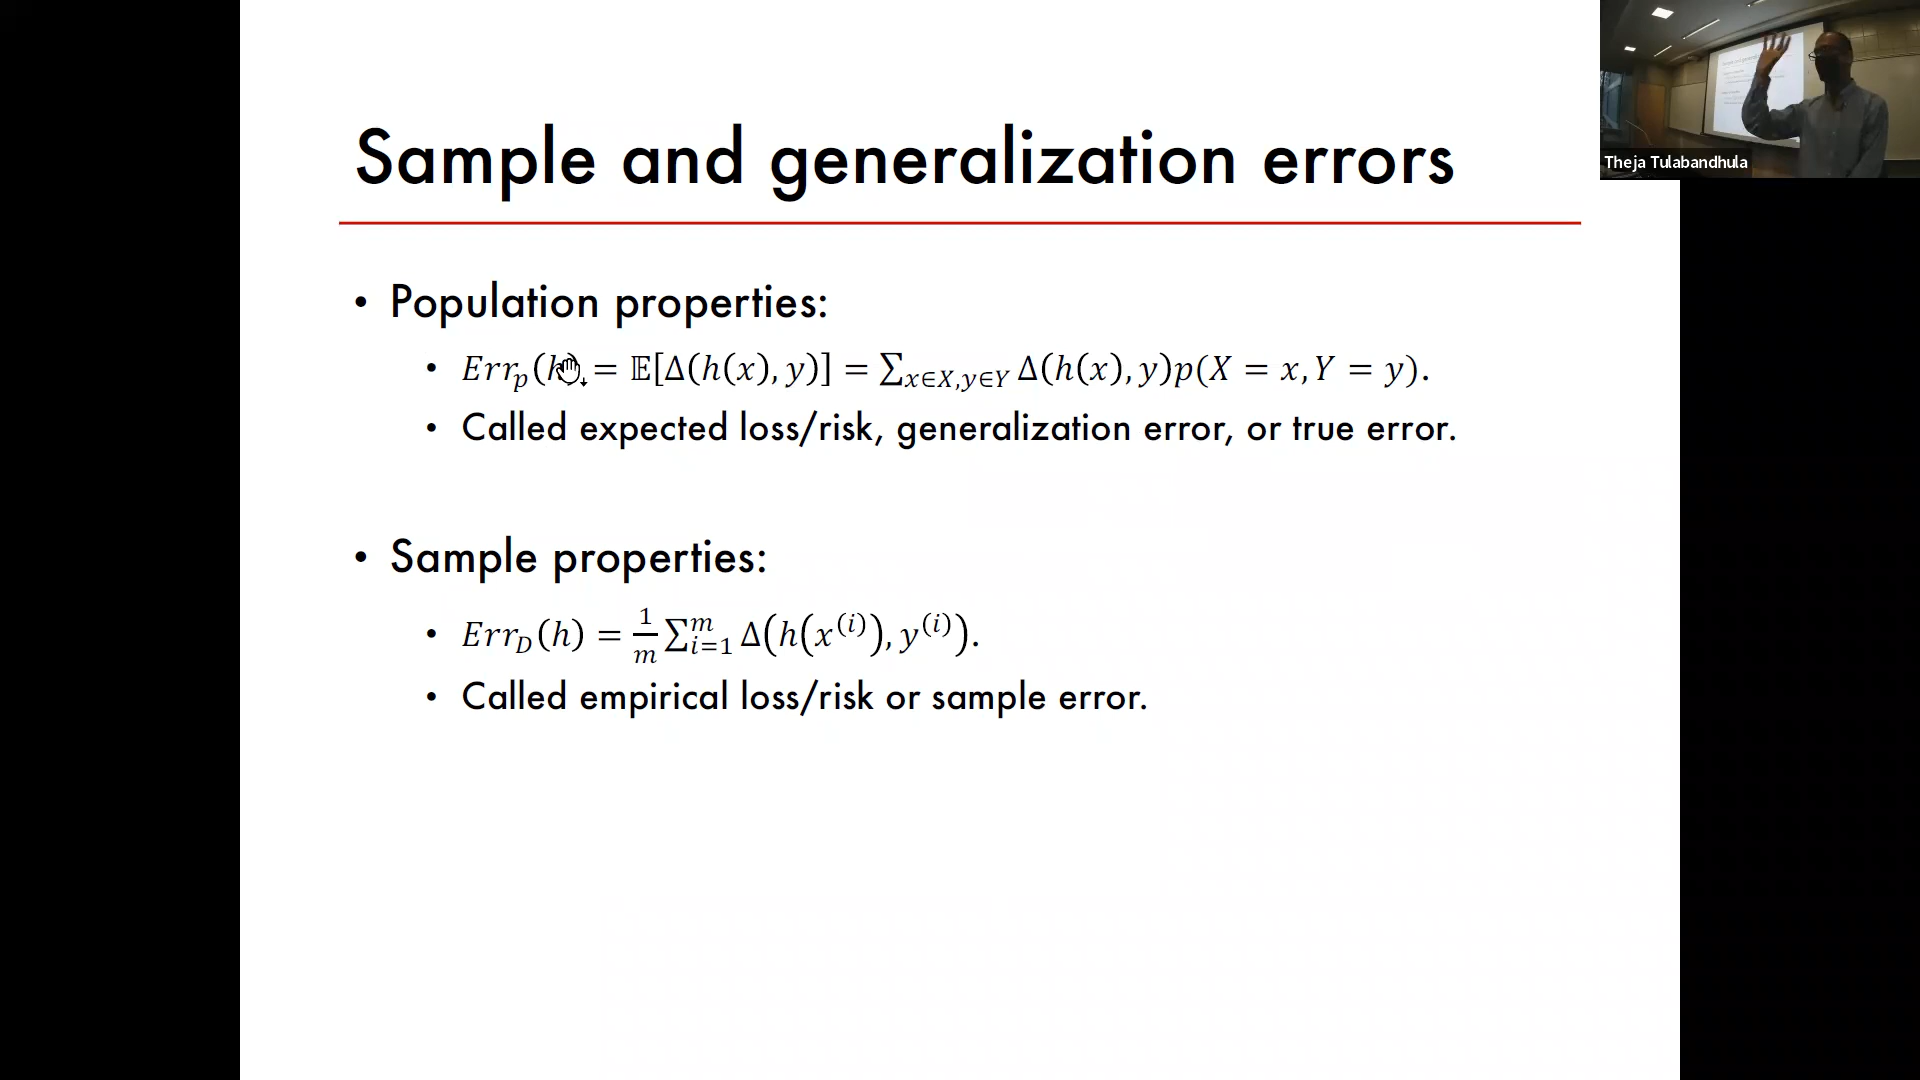 Sample and generalization errors
Theja Tulabandhula
• Population properties:
• Err_p(h) = 𝔼[Δ(h(x), y)] = ∑_{x∈X,y∈Y} Δ(h(x), y)p(X = x, Y = y).
• Called expected loss/risk, generalization error, or true error.
• Sample properties:
• Err_D(h) = \frac{1}{m} ∑_{i=1}^{m} Δ(h(x^{(i)}), y^{(i)}).
• Called empirical loss/risk or sample error.